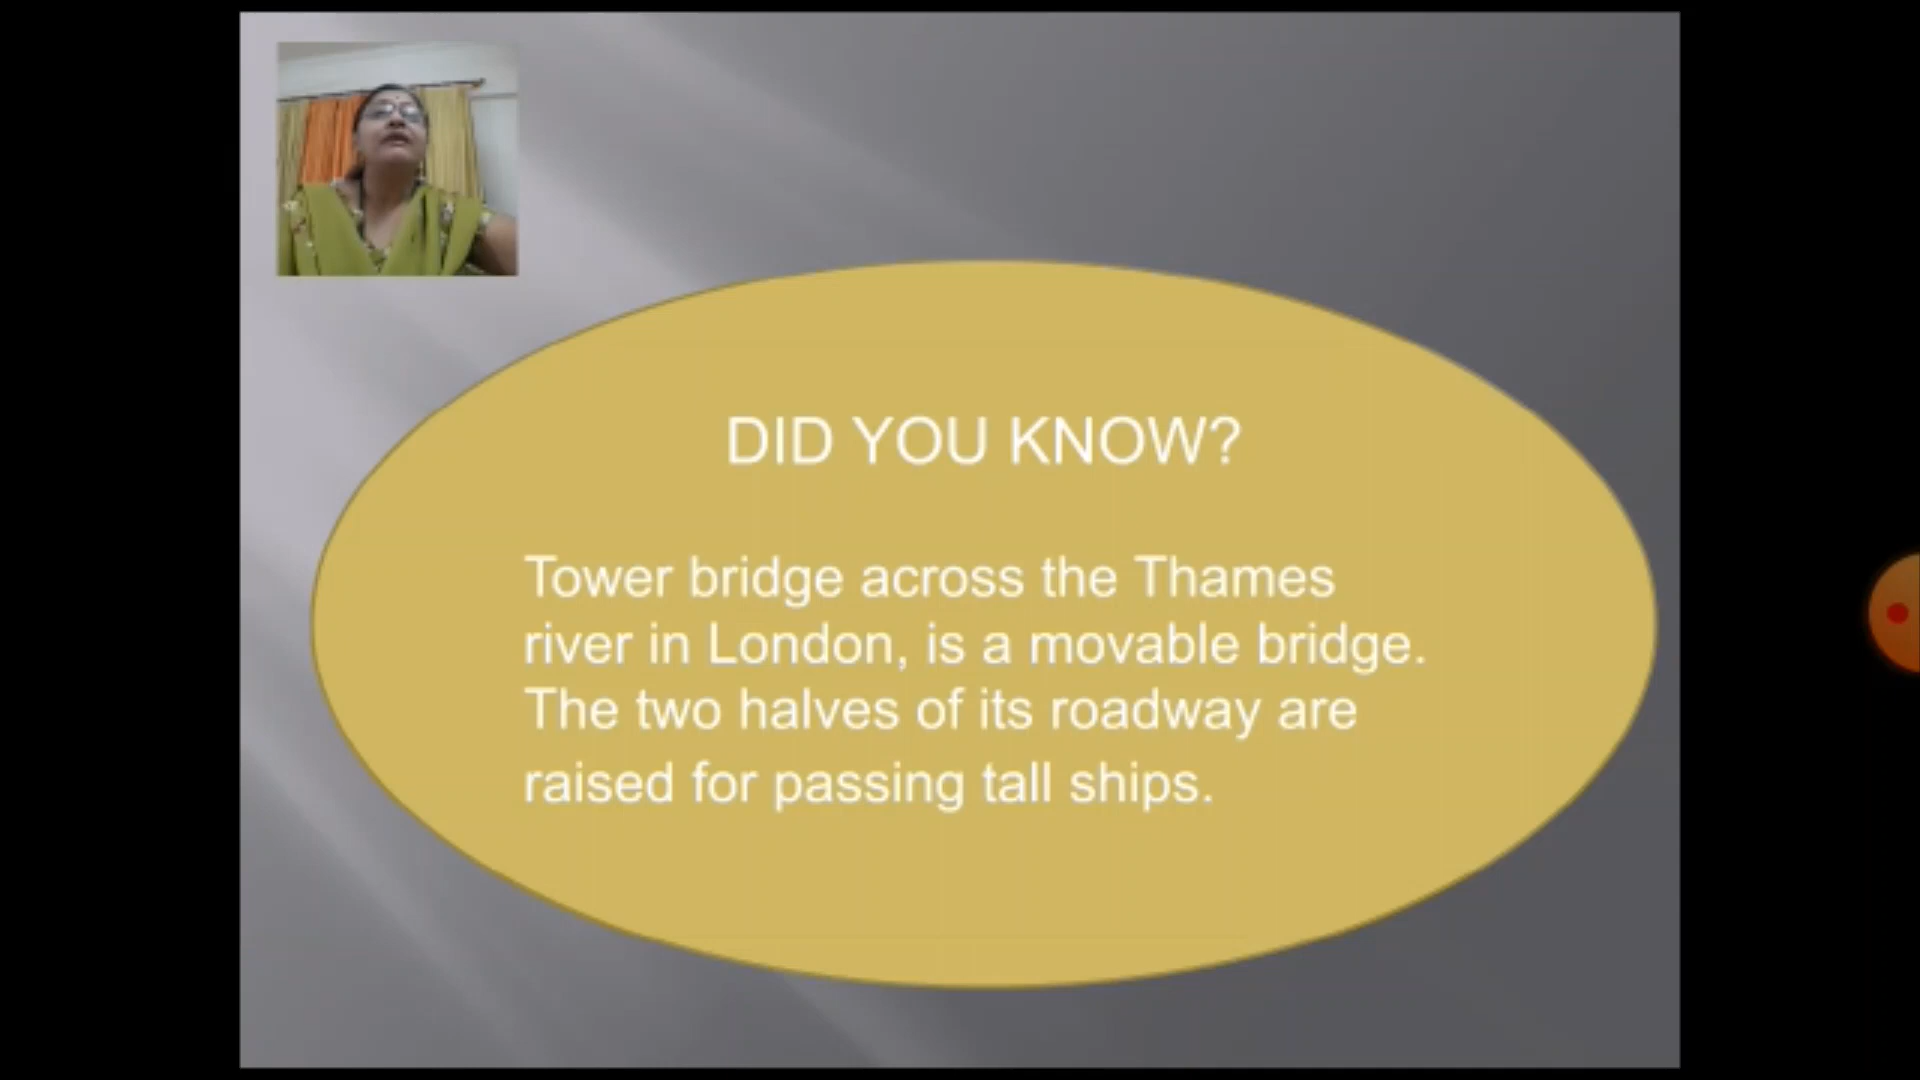 DID YOU KNOW?
Tower bridge across the Thames
river in London, is a movable bridge.
The two halves of its roadway are
raised for passing tall ships.